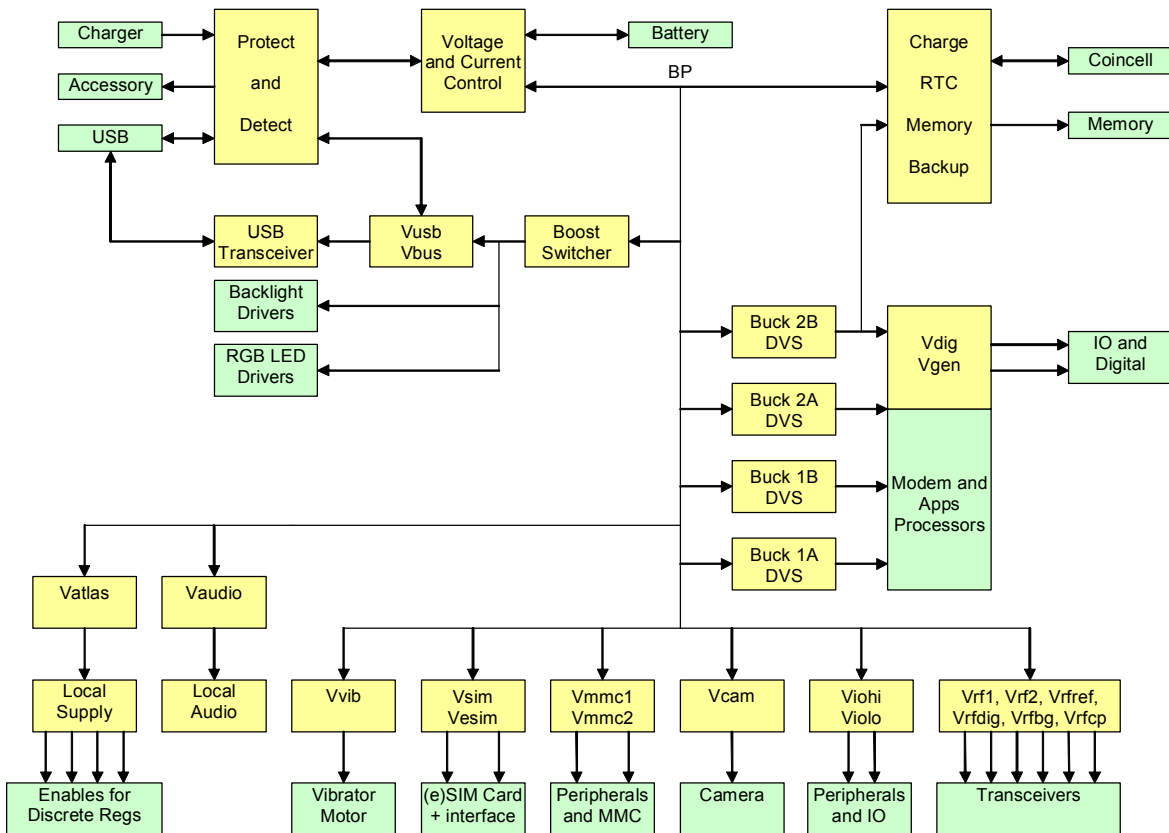 Charger
Accessory
USB
Protect
and
Detect
Voltage
and Current
Control
Battery
BP
Charge
RTC
Memory
Backup
Coincell
Memory
USB
Transceiver
Vusb
Vbus
Boost
Switcher
Backlight
Drivers
RGB LED
Drivers
Buck 2B
DVS
Vdig
Vgen
IO and
Digital
Buck 2A
DVS
Buck 1B
DVS
Modem and
Apps
Processors
Buck 1A
DVS
Vatlas
Vaudio
Local
Supply
Local
Audio
Vvib
Vsim
Vesim
Vmmc1
Vmmc2
Vcam
Viohi
Violo
Vrf1, Vrf2, Vrfref,
Vrfdig, Vrfbg, Vrfcp
Enables for
Discrete Regs
Vibrator
Motor
(e)SIM Card
+ interface
Peripherals
and MMC
Camera
Peripherals
and IO
Transceivers